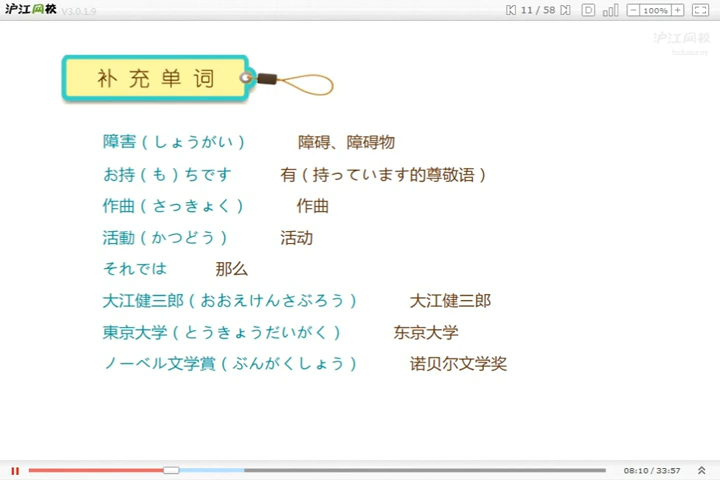 沪江网校 V3.0.1.9 11 / 58 100%
沪江网校
补充单词
障害（しょうがい） 障碍、障碍物
お持（も）ちです 有（持っています的尊敬语）
作曲（さっきょく） 作曲
活動（かつどう） 活动
それでは 那么
大江健三郎（おおえけんさぶろう） 大江健三郎
東京大学（とうきょうだいがく） 东京大学
ノーベル文学賞（ぶんがくしょう） 诺贝尔文学奖
08:10 / 33:57